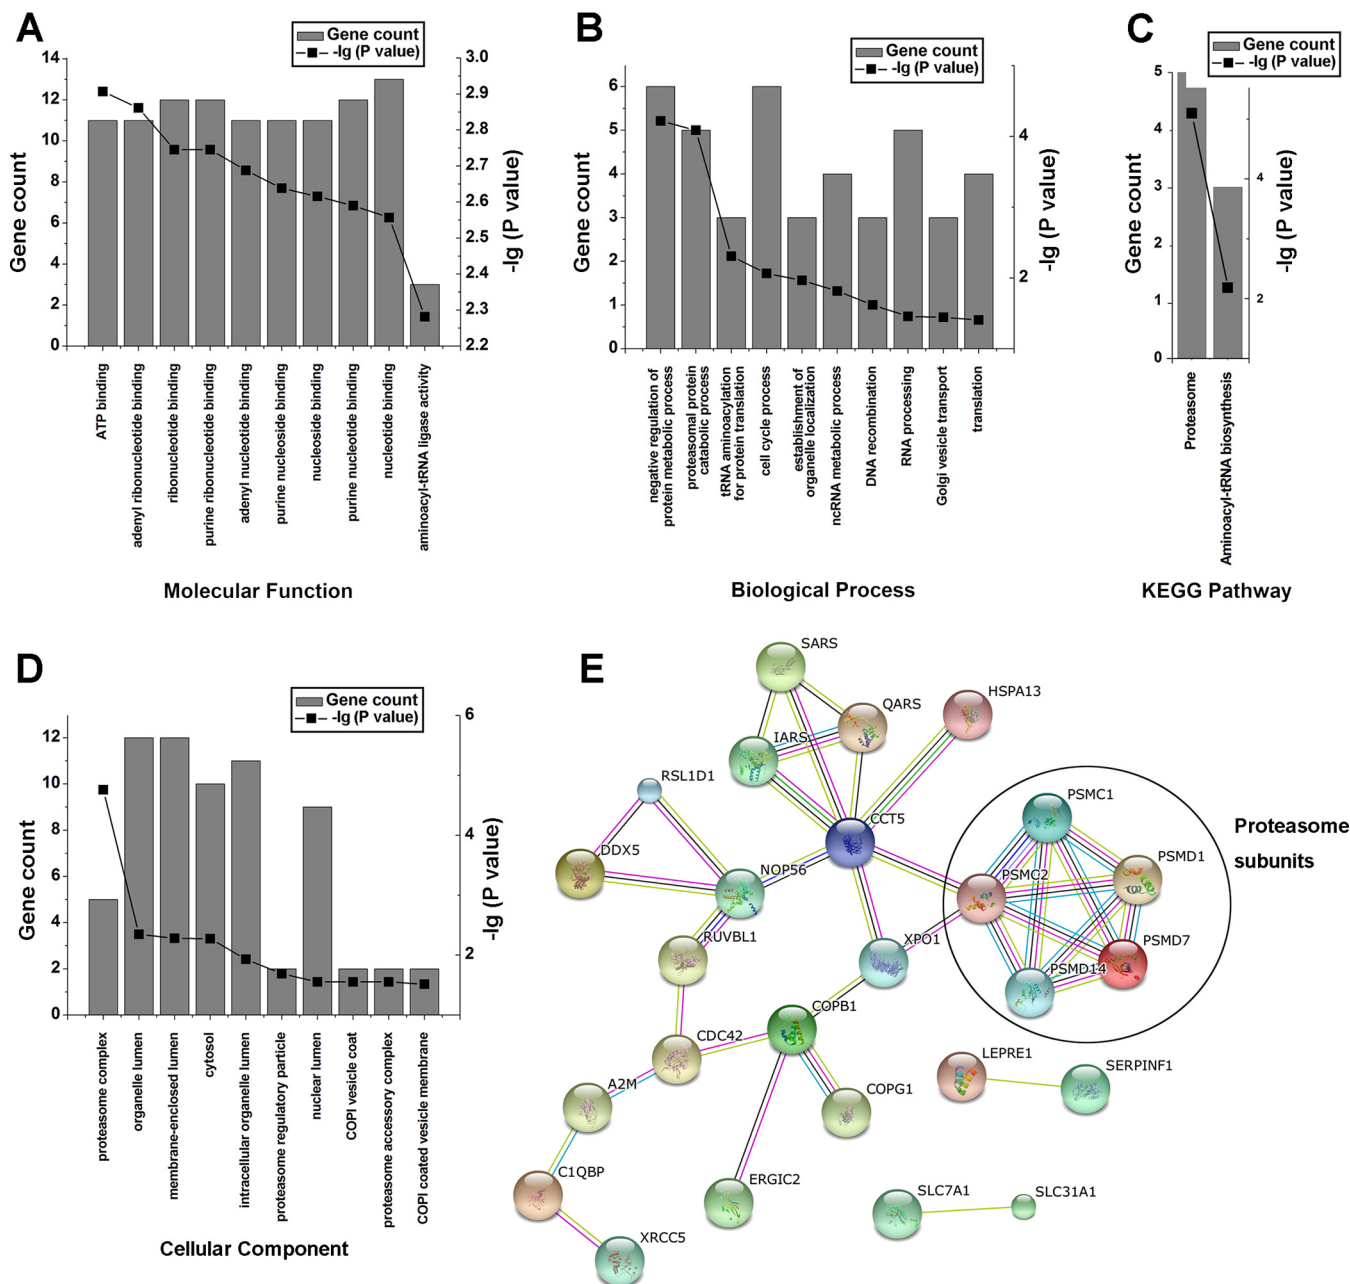 A
Gene count
-lg (P value)
14
12
10
8
6
4
2
0
Gene count
3.0
2.9
2.8
2.7
2.6
2.5
2.4
2.3
2.2
-lg (P value)
ATP binding
adenyl ribonucleotide binding
ribonucleotide binding
purine ribonucleotide binding
adenyl nucleotide binding
purine nucleoside binding
nucleoside binding
purine nucleotide binding
nucleotide binding
aminoacyl-tRNA ligase activity
Molecular Function
B
Gene count
-lg (P value)
6
5
4
3
2
1
0
Gene count
4
2
-lg (P value)
negative regulation of
protein metabolic process
proteasomal protein
catabolic process
tRNA aminoacylation
for protein translation
cell cycle process
establishment of
organelle localization
ncRNA metabolic process
DNA recombination
RNA processing
Golgi vesicle transport
translation
Biological Process
C
Gene count
-lg (P value)
5
4
3
2
1
0
Gene count
4
2
-lg (P value)
Proteasome
Aminoacyl-tRNA biosynthesis
KEGG Pathway
D
Gene count
-lg (P value)
12
10
8
6
4
2
0
Gene count
6
4
2
-lg (P value)
proteasome complex
organelle lumen
membrane-enclosed lumen
cytosol
intracellular organelle lumen
proteasome regulatory particle
nuclear lumen
COPI vesicle coat
proteasome accessory complex
COPI coated vesicle membrane
Cellular Component
E
SARS
QARS
HSPA13
IARS
RSL1D1
PSMC1
CCT5
Proteasome
subunits
DDX5
NOP56
PSMD1
PSMC2
RUVBL1
XPO1
PSMD7
PSMD14
COPB1
CDC42
LEPRE1
SERPINF1
A2M
COPG1
C1QBP
ERGIC2
SLC7A1
SLC31A1
XRCC5